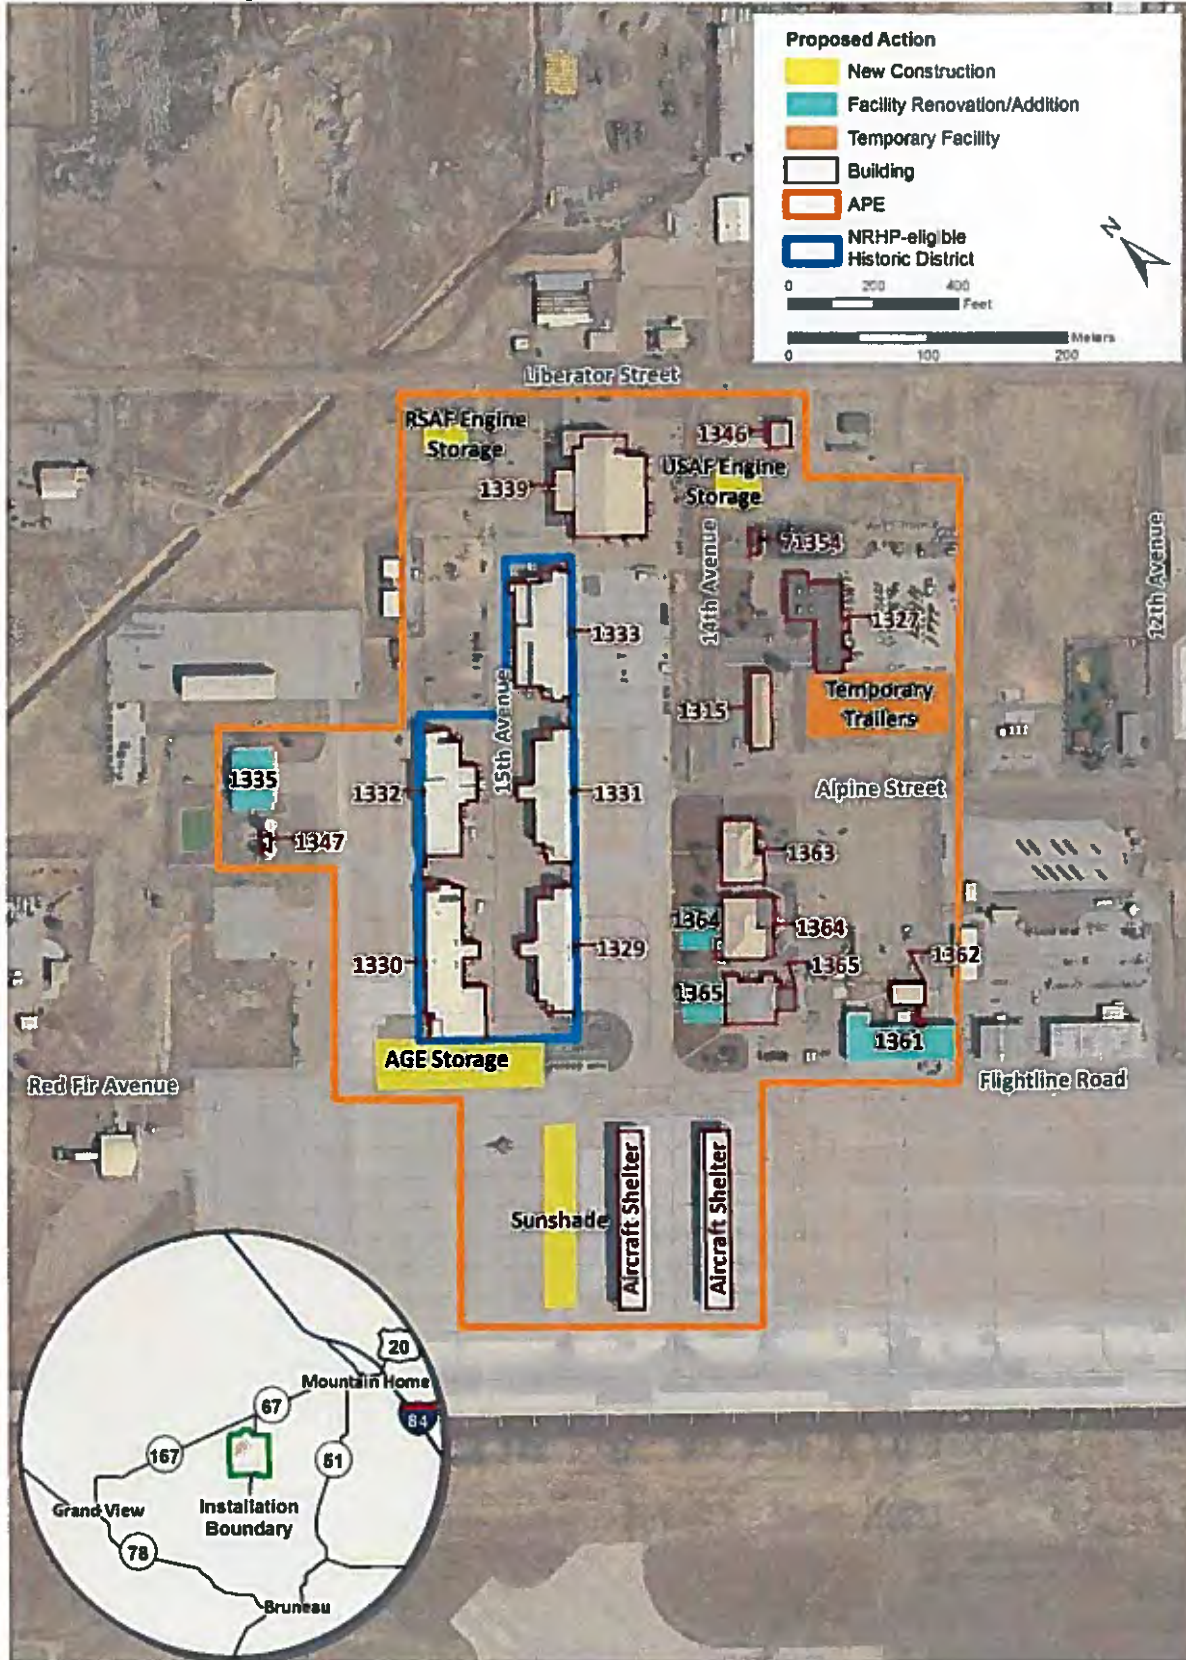 Proposed Action
New Construction
Facility Renovation/Addition
Temporary Facility
Building
APE
NRHP-eligible
Historic District
N
0 200 400
Feet
Meters
0 100 200
Liberator Street
RSAF Engine
Storage
1346
USAF Engine
Storage
1339
71354
14th Avenue
12th Avenue
1327
1333
Temporary
Trailers
1315
15th Avenue
1335
1332
1331
Alpine Street
1347
1363
1364
1364
1330
1329
1365
1362
1365
1361
AGE Storage
Red Fir Avenue
Flightline Road
Sunshade
Aircraft Shelter
Aircraft Shelter
20
Mountain Home
67
84
167
51
Grand View
Installation
Boundary
78
Bruneau